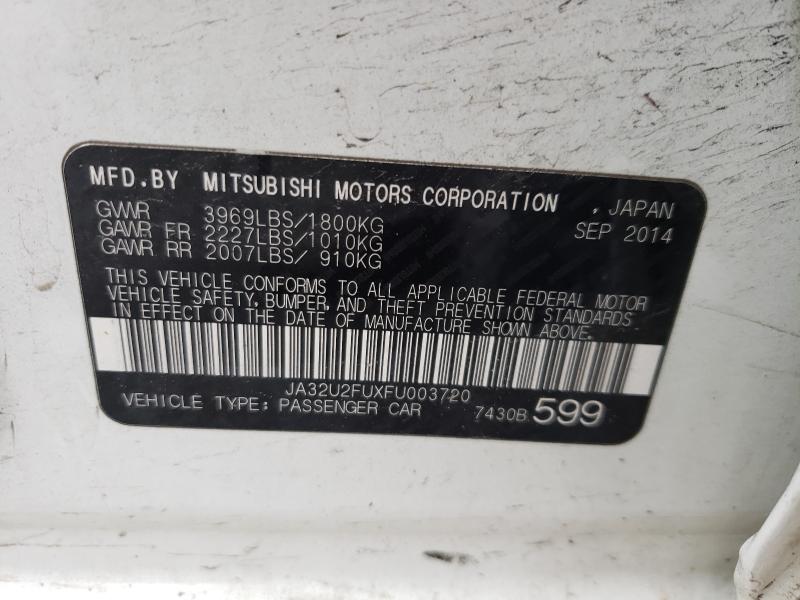 MFD.BY MITSUBISHI MOTORS CORPORATION , JAPAN
GVWR 3969LBS/1800KG SEP 2014
GAWR FR 2227LBS/1010KG
GAWR RR 2007LBS/ 910KG
THIS VEHICLE CONFORMS TO ALL APPLICABLE FEDERAL MOTOR
VEHICLE SAFETY, BUMPER, AND THEFT PREVENTION STANDARDS
IN EFFECT ON THE DATE OF MANUFACTURE SHOWN ABOVE.
JA32U2FUXFU003720
VEHICLE TYPE: PASSENGER CAR 7430B 599